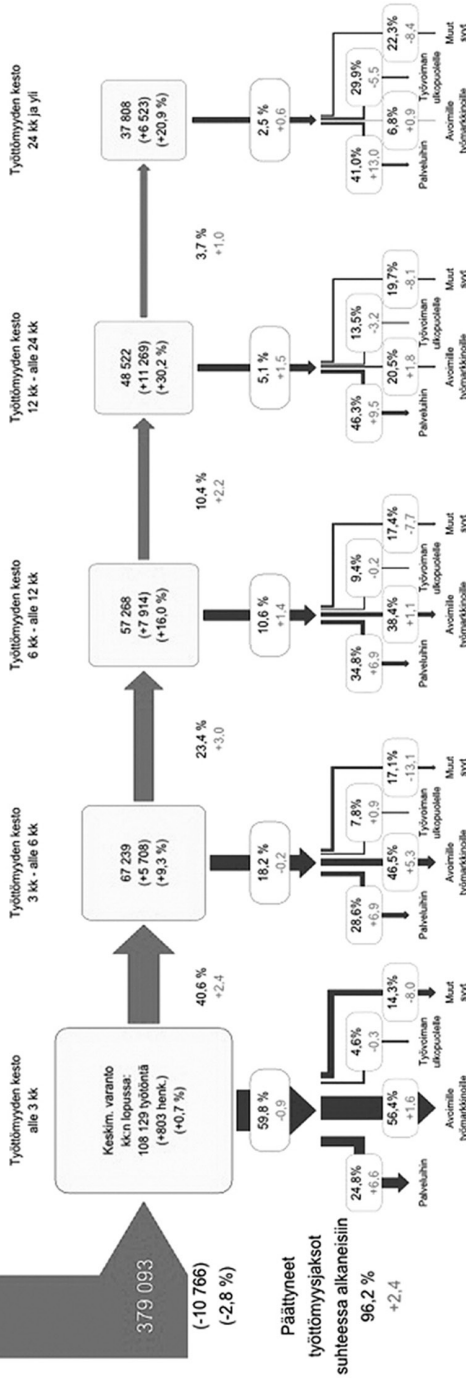 Työttömyyden kesto
alle 3 kk
Työttömyyden kesto
3 kk - alle 6 kk
Työttömyyden kesto
6 kk - alle 12 kk
Työttömyyden kesto
12 kk - alle 24 kk
Työttömyyden kesto
24 kk ja yli
379 093
(-10 766)
(-2,8 %)
Keskim. varanto
kk:n lopussa:
108 129 työtöntä
(+803 henk.)
(+0,7 %)
40,6 %
+2,4
67 239
(+5 708)
(+9,3 %)
23,4 %
+3,0
57 268
(+7 914)
(+16,0 %)
10,4 %
+2,2
48 522
(+11 269)
(+30,2 %)
3,7 %
+1,0
37 808
(+6 523)
(+20,9 %)
Päättyneet
työttömyysjaksot
suhteessa alkaneisiin
96,2 %
+2,4
59,8 %
-0,9
24,8%
+6,6
Palveluihin
56,4%
+1,6
Avoimille
työmarkkinoille
4,6%
-0,3
Työvoiman
ulkopuolelle
14,3%
-8,0
Muut
syyt
18,2 %
-0,2
28,6%
+6,9
Palveluihin
46,5%
+5,3
Avoimille
työmarkkinoille
7,8%
+0,9
Työvoiman
ulkopuolelle
17,1%
-13,1
Muut
syyt
10,6 %
+1,4
34,8%
+6,9
Palveluihin
38,4%
+1,1
Avoimille
työmarkkinoille
9,4%
-0,2
Työvoiman
ulkopuolelle
17,4%
-7,7
Muut
syyt
5,1 %
+1,5
46,3%
+9,5
Palveluihin
20,5%
+1,8
Avoimille
työmarkkinoille
13,5%
-3,2
Työvoiman
ulkopuolelle
19,7%
-8,1
Muut
syyt
2,5 %
+0,6
41,0%
+13,0
Palveluihin
6,8%
+0,9
Avoimille
työmarkkinoille
29,9%
-5,5
Työvoiman
ulkopuolelle
22,3%
-8,4
Muut
syyt